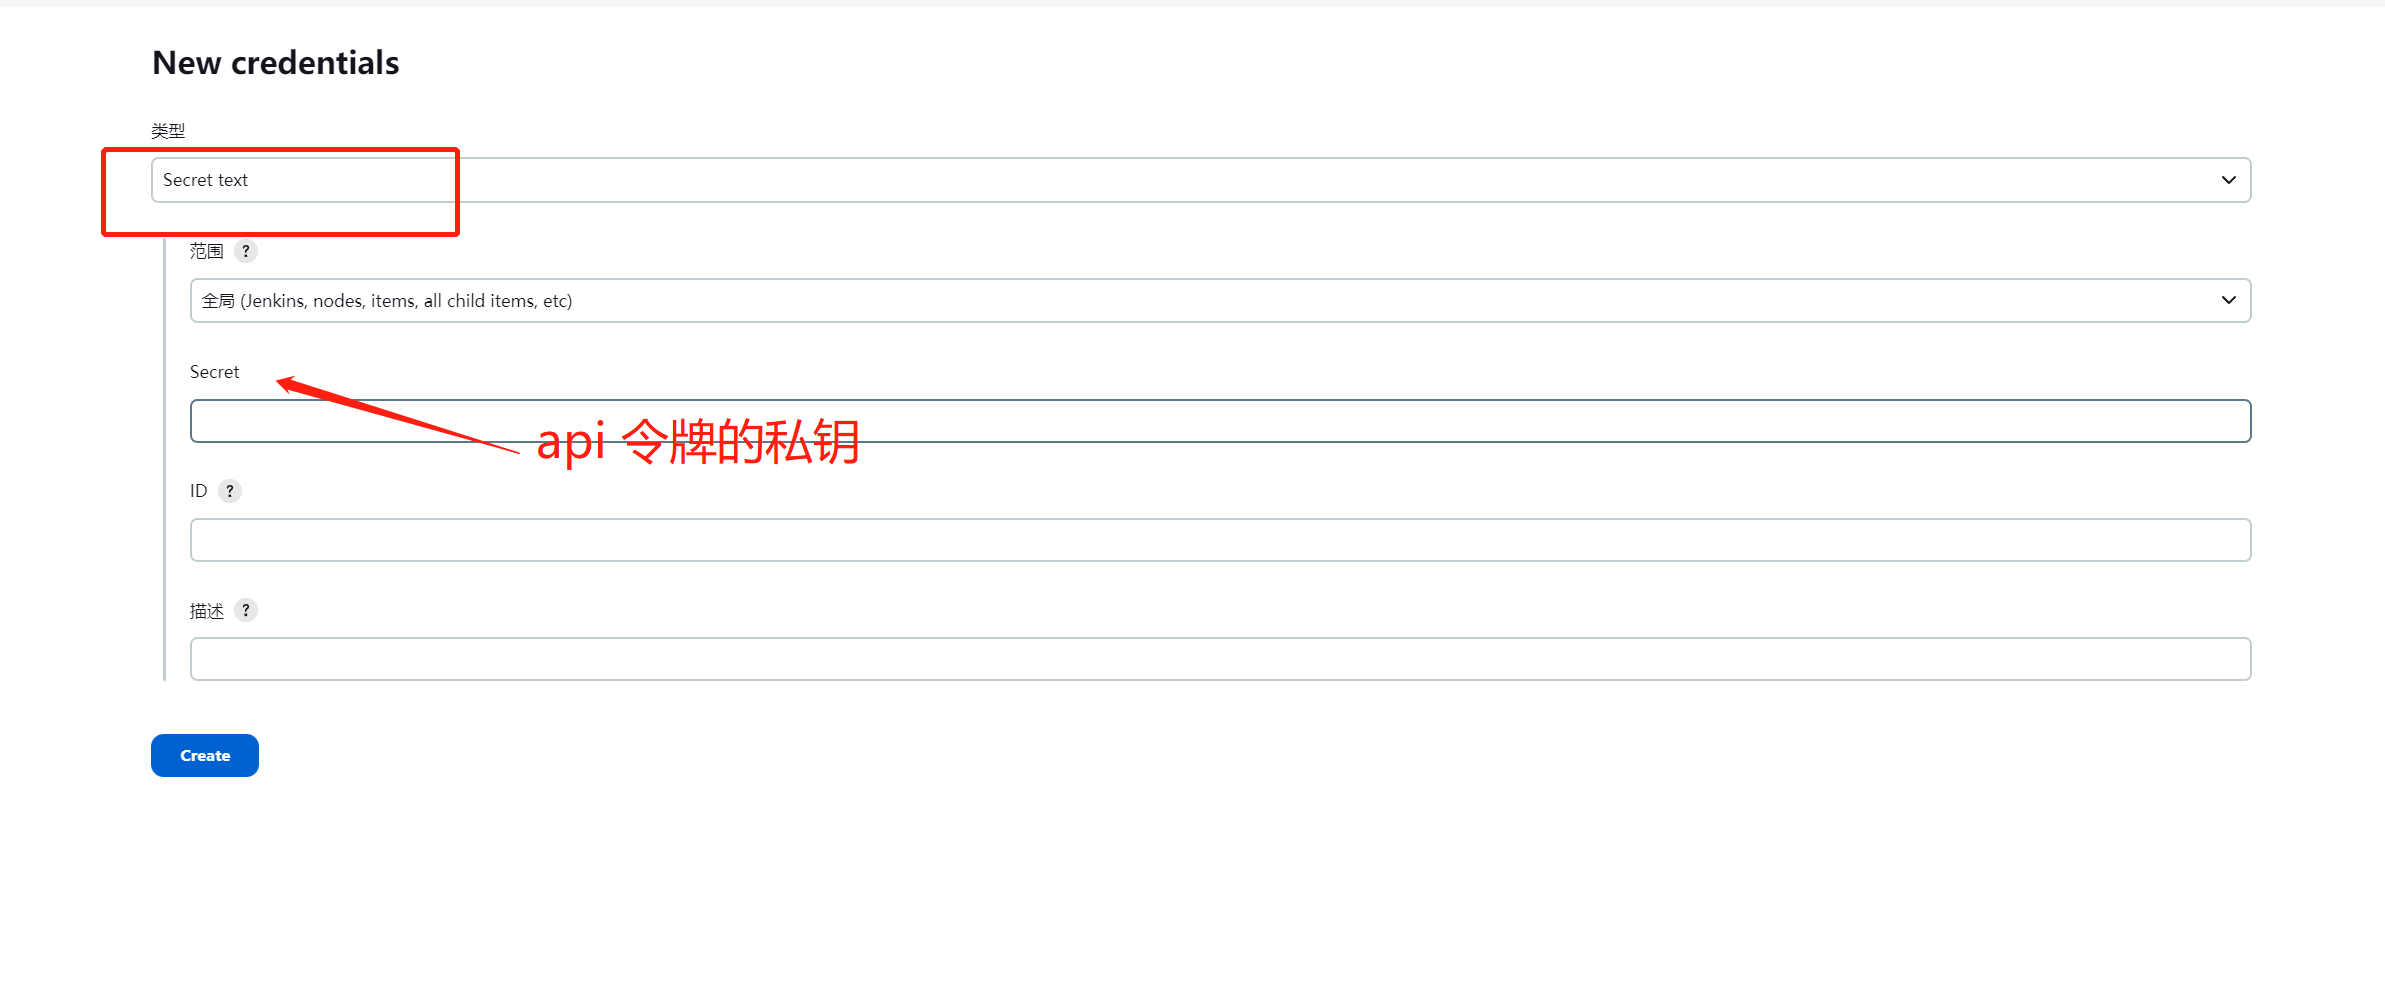 New credentials
类型
Secret text
范围 ?
全局 (Jenkins, nodes, items, all child items, etc)
Secret
api 令牌的私钥
ID ?
描述 ?
Create